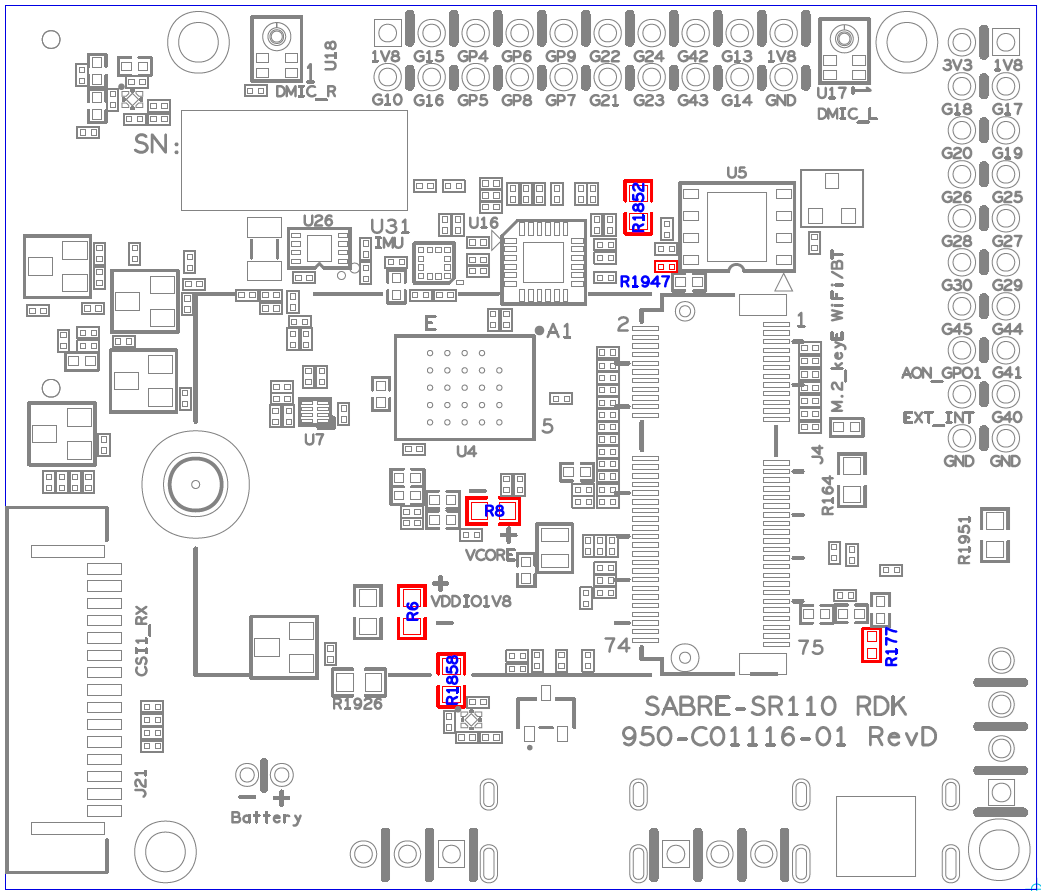 U18
DMIC_R
1V8 G15 GP4 GP6 GP9 G22 G24 G42 G13 1V8
G10 G16 GP5 GP8 GP7 G21 G23 G43 G14 GND
U17
DMIC_L
3V3 1V8
G18 G17
G20 G19
G26 G25
G28 G27
G30 G29
G45 G44
AON_GPO1 G41
EXT_INT G40
GND GND
SN:
U5
R1852
U26
U31
IMU
U16
R1947
M.2_keyE WiFi/BT
E
A1
2
1
5
U4
U7
J4
R164
R1951
R8
+
VCORE
+
VDDIO1V8
R6
CSI1_RX
74
75
R177
R1858
R1926
SABRE-SR110 RDK
950-C01116-01 RevD
J21
- +
Battery